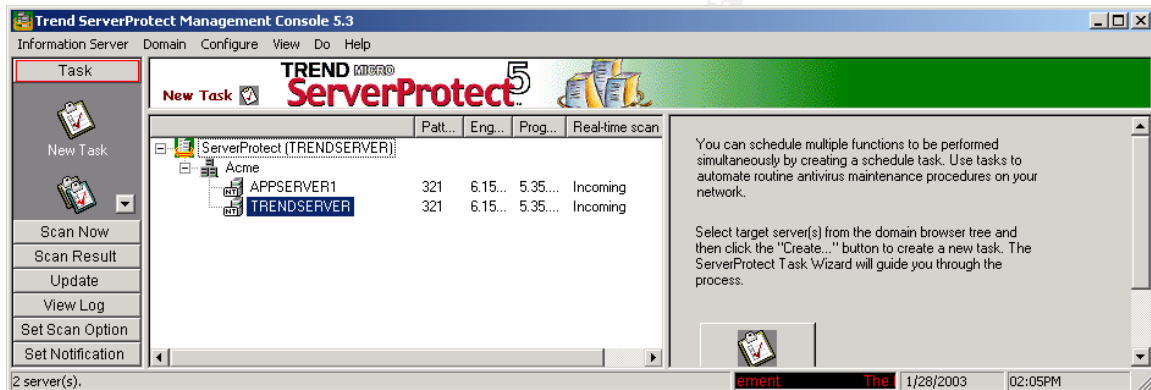 Trend ServerProtect Management Console 5.3
Information Server Domain Configure View Do Help
Task
New Task
Scan Now
Scan Result
Update
View Log
Set Scan Option
Set Notification
New Task
TREND MICRO
ServerProtect 5
Patt... Eng... Prog... Real-time scan
ServerProtect (TRENDSERVER)
Acme
NT APPSERVER1 321 6.15... 5.35.... Incoming
NT TRENDSERVER 321 6.15... 5.35.... Incoming
You can schedule multiple functions to be performed
simultaneously by creating a schedule task. Use tasks to
automate routine antivirus maintenance procedures on your
network.
Select target server(s) from the domain browser tree and
then click the "Create..." button to create a new task. The
ServerProtect Task Wizard will guide you through the
process.
2 server(s).
ement The 1/28/2003 02:05PM